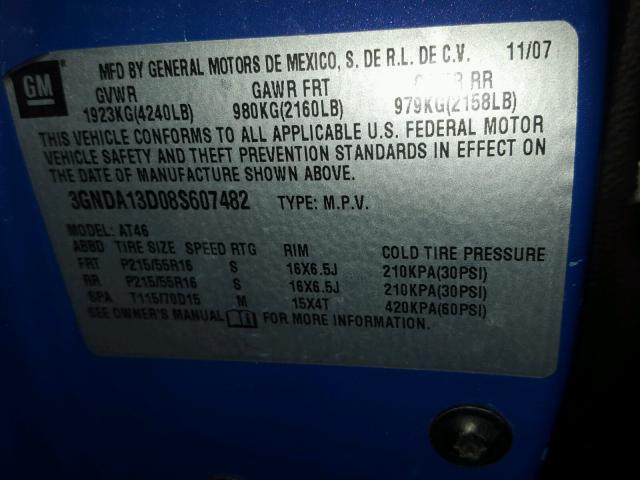 GM
MFD BY GENERAL MOTORS DE MEXICO, S. DE R.L. DE C.V. 11/07
GVWR GAWR FRT RR
1923KG(4240LB) 980KG(2160LB) 979KG(2158LB)
THIS VEHICLE CONFORMS TO ALL APPLICABLE U.S. FEDERAL MOTOR
VEHICLE SAFETY AND THEFT PREVENTION STANDARDS IN EFFECT ON
THE DATE OF MANUFACTURE SHOWN ABOVE.
3GNDA13D08S607482 TYPE: M.P.V.
MODEL: AT46
ABBD TIRE SIZE SPEED RTG RIM COLD TIRE PRESSURE
FRT P215/55R16 S 16X6.5J 210KPA(30PSI)
RR P215/55R16 S 16X6.5J 210KPA(30PSI)
SPA T115/70D15 M 15X4T 420KPA(60PSI)
SEE OWNER'S MANUAL FOR MORE INFORMATION.